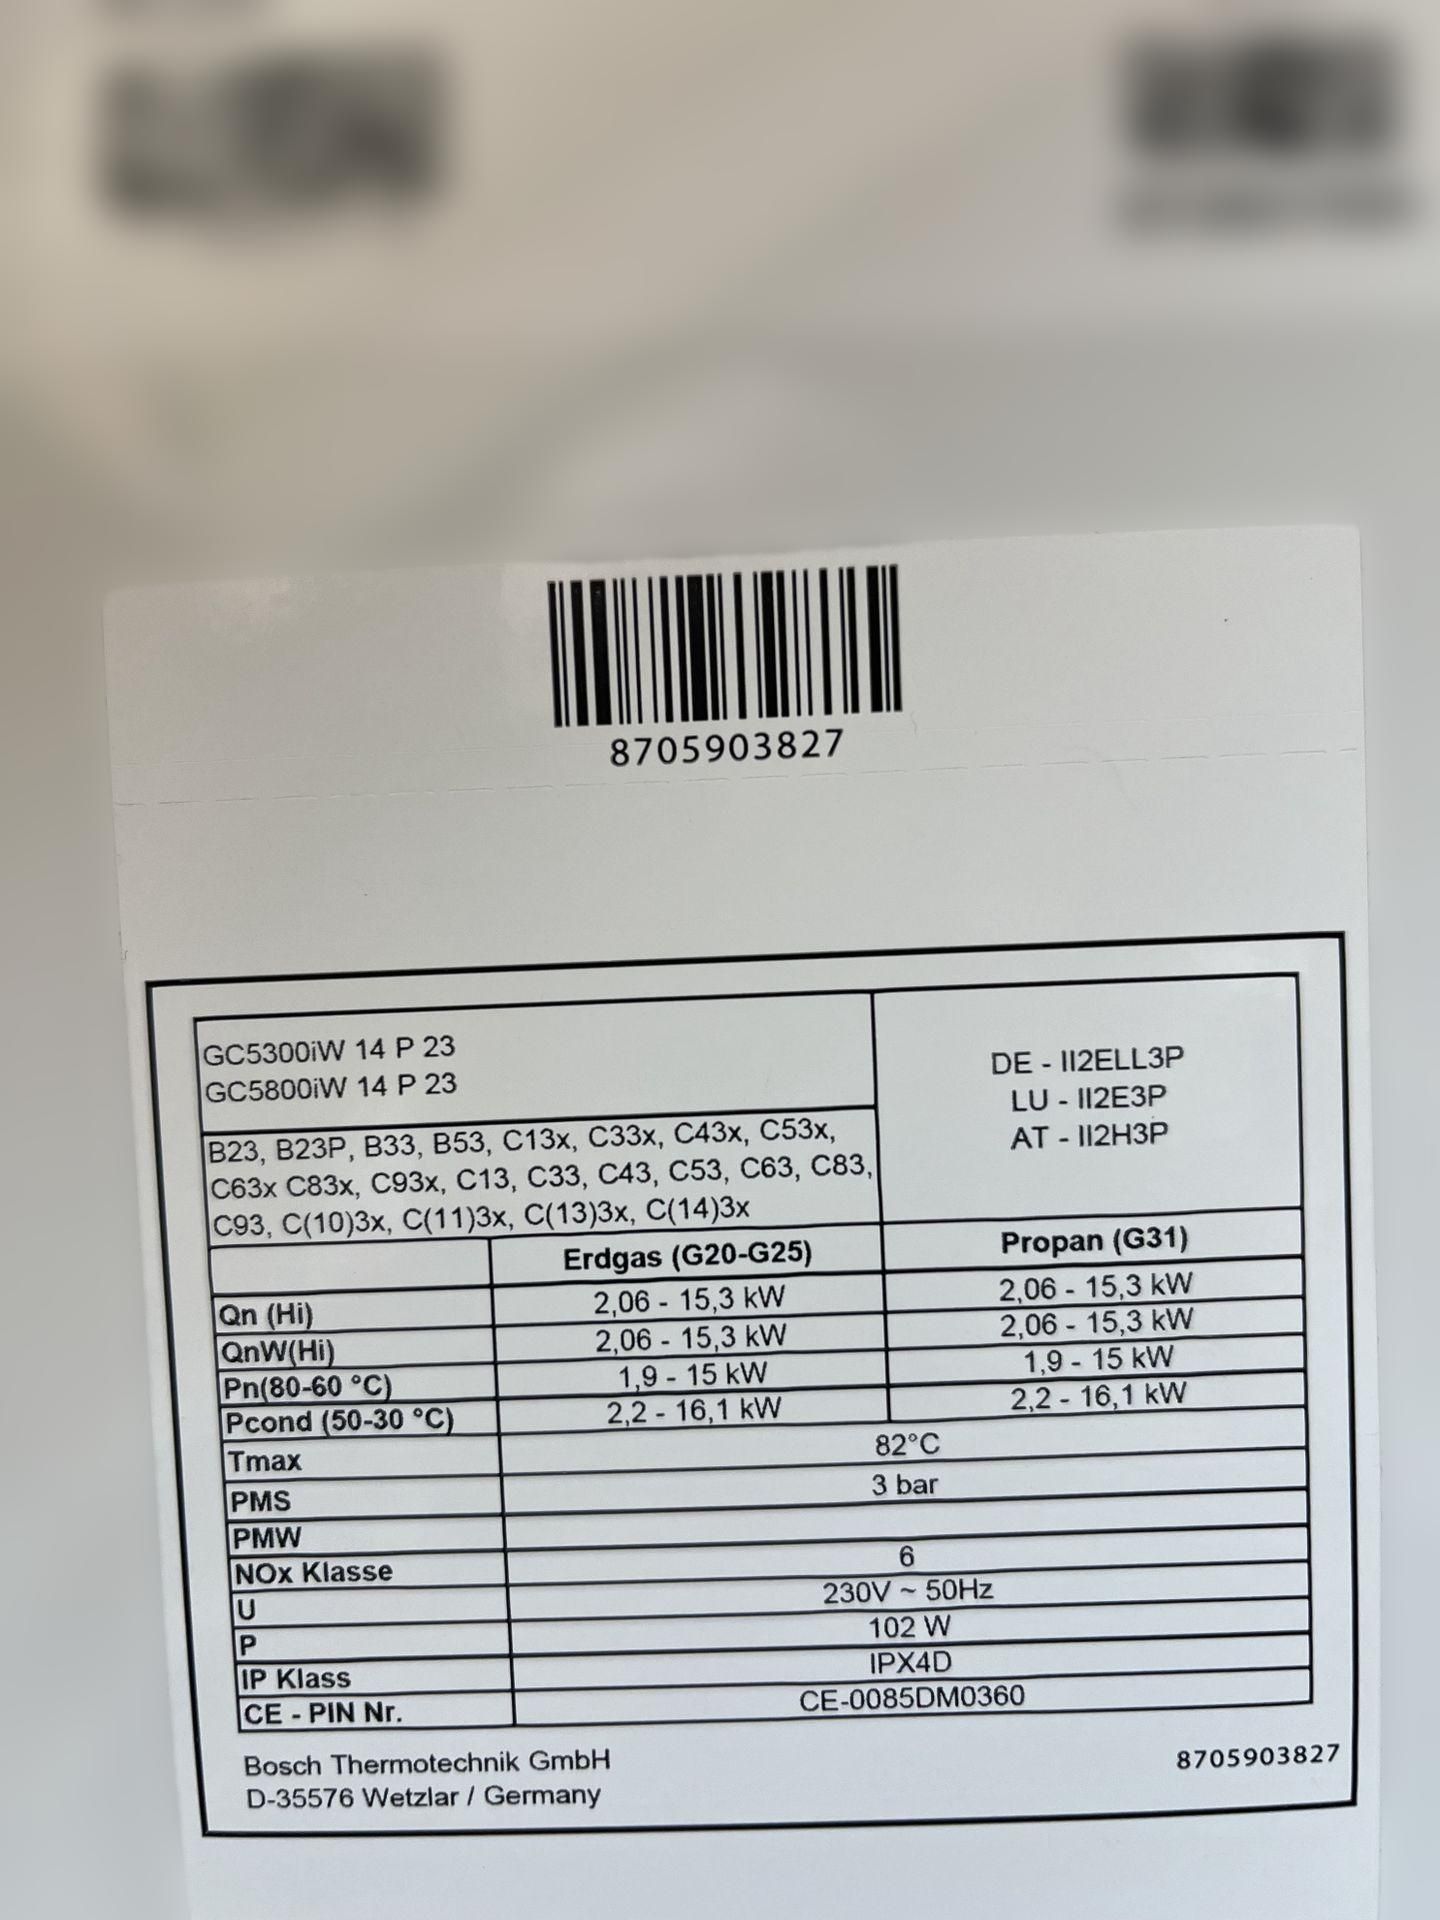 8705903827
GC5300iW 14 P 23
GC5800iW 14 P 23
DE - II2ELL3P
LU - II2E3P
AT - II2H3P
B23, B23P, B33, B53, C13x, C33x, C43x, C53x,
C63x C83x, C93x, C13, C33, C43, C53, C63, C83,
C93, C(10)3x, C(11)3x, C(13)3x, C(14)3x
Erdgas (G20-G25) Propan (G31)
Qn (Hi) 2,06 - 15,3 kW 2,06 - 15,3 kW
QnW(Hi) 2,06 - 15,3 kW 2,06 - 15,3 kW
Pn(80-60 °C) 1,9 - 15 kW 1,9 - 15 kW
Pcond (50-30 °C) 2,2 - 16,1 kW 2,2 - 16,1 kW
Tmax 82°C
PMS 3 bar
PMW
NOx Klasse 6
U 230V ~ 50Hz
P 102 W
IP Klass IPX4D
CE - PIN Nr. CE-0085DM0360
Bosch Thermotechnik GmbH
D-35576 Wetzlar / Germany
8705903827